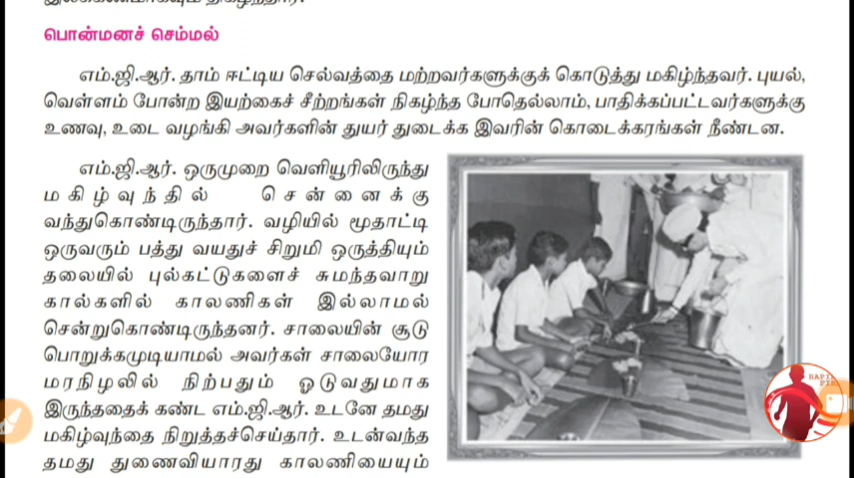 பொன்மனச் செம்மல்
எம்.ஜி.ஆர். தாம் ஈட்டிய செல்வத்தை மற்றவர்களுக்குக் கொடுத்து மகிழ்ந்தவர். புயல்,
வெள்ளம் போன்ற இயற்கைச் சீற்றங்கள் நிகழ்ந்த போதெல்லாம், பாதிக்கப்பட்டவர்களுக்கு
உணவு, உடை வழங்கி அவர்களின் துயர் துடைக்க இவரின் கொடைக்கரங்கள் நீண்டன.
எம்.ஜி.ஆர். ஒருமுறை வெளியூரிலிருந்து
மகிழ்வுந்தில் சென்னைக்கு
வந்துகொண்டிருந்தார். வழியில் மூதாட்டி
ஒருவரும் பத்து வயதுச் சிறுமி ஒருத்தியும்
தலையில் புல்கட்டுகளைச் சுமந்தவாறு
கால்களில் காலணிகள் இல்லாமல்
சென்றுகொண்டிருந்தனர். சாலையின் சூடு
பொறுக்கமுடியாமல் அவர்கள் சாலையோர
மரநிழலில் நிற்பதும் ஓடுவதுமாக
இருந்ததைக் கண்ட எம்.ஜி.ஆர். உடனே தமது
மகிழ்வுந்தை நிறுத்தச்செய்தார். உடன்வந்த
தமது துணைவியாரது காலணியையும்